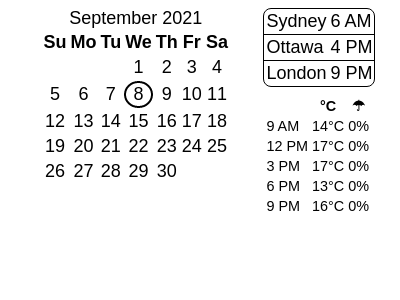 September 2021
Su Mo Tu We Th Fr Sa
1 2 3 4
5 6 7 8 9 10 11
12 13 14 15 16 17 18
19 20 21 22 23 24 25
26 27 28 29 30
Sydney 6 AM
Ottawa 4 PM
London 9 PM
°C ☂
9 AM 14°C 0%
12 PM 17°C 0%
3 PM 17°C 0%
6 PM 13°C 0%
9 PM 16°C 0%